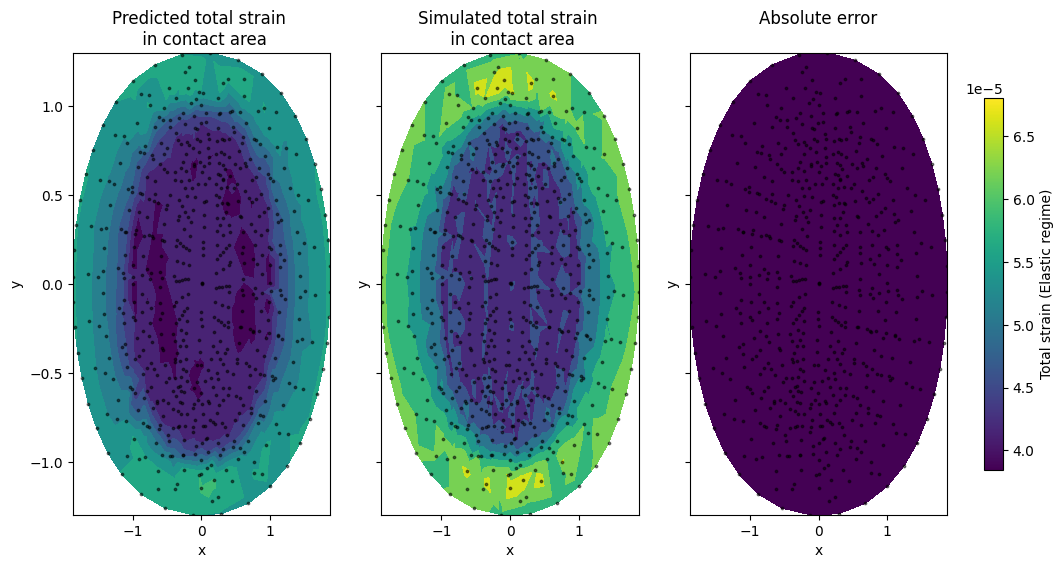 Predicted total strain
in contact area
Simulated total strain
in contact area
Absolute error
1e−5
1.0
0.5
0.0
−0.5
−1.0
y
y
y
−1
0
1
−1
0
1
−1
0
1
x
x
x
6.5
6.0
5.5
5.0
4.5
4.0
Total strain (Elastic regime)